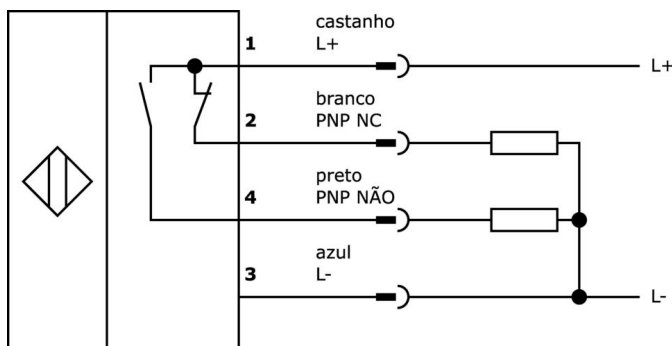 castanho
1 L+
L+
branco
2 PNP NC
preto
4 PNP NÃO
azul
3 L-
L-